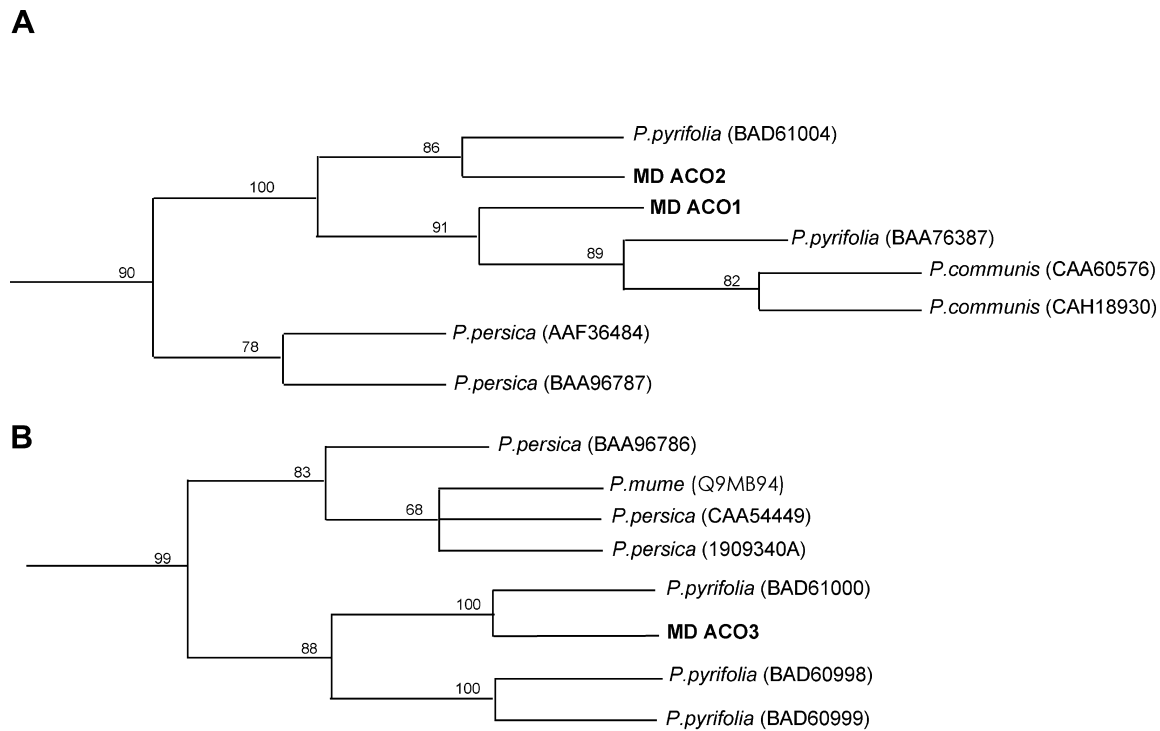 A
P.pyrifolia (BAD61004)
86
MD ACO2
100
MD ACO1
91
P.pyrifolia (BAA76387)
89
P.communis (CAA60576)
90
82
P.communis (CAH18930)
P.persica (AAF36484)
78
P.persica (BAA96787)
B
P.persica (BAA96786)
83
P.mume (Q9MB94)
68
P.persica (CAA54449)
P.persica (1909340A)
99
P.pyrifolia (BAD61000)
100
MD ACO3
88
P.pyrifolia (BAD60998)
100
P.pyrifolia (BAD60999)